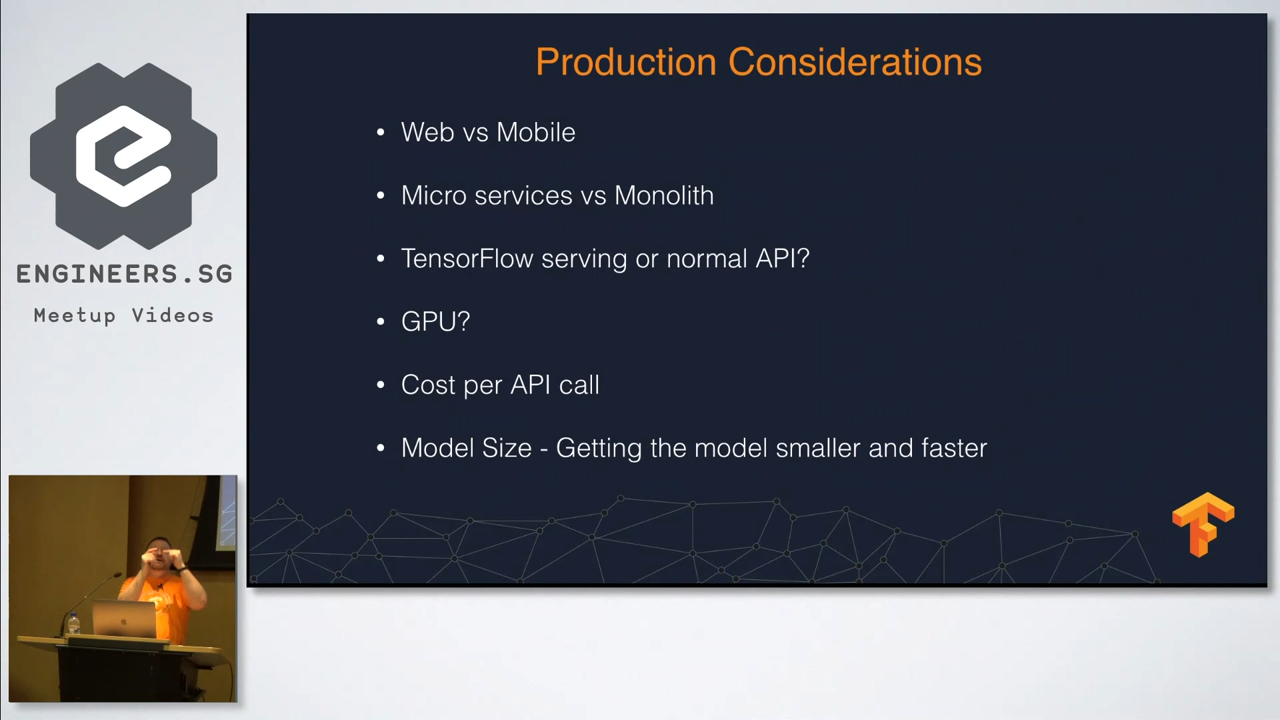 ENGINEERS.SG
Meetup Videos
Production Considerations
• Web vs Mobile
• Micro services vs Monolith
• TensorFlow serving or normal API?
• GPU?
• Cost per API call
• Model Size - Getting the model smaller and faster